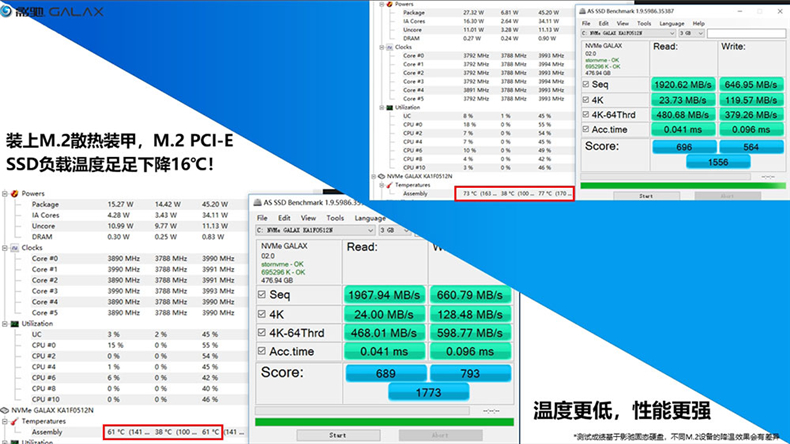 影驰 GALAX
装上M.2散热装甲，M.2 PCI-E
SSD负载温度足足下降16℃！
Powers
Package 27.32 W 6.81 W 45.20 W
IA Cores 16.30 W 2.64 W 34.11 W
Uncore 11.01 W 3.28 W 11.13 W
DRAM 0.27 W 0.24 W 0.90 W
Clocks
Core #0 3792 MHz 3788 MHz 3993 MHz
Core #1 3792 MHz 3788 MHz 3993 MHz
Core #2 3792 MHz 3788 MHz 3993 MHz
Core #3 3792 MHz 3788 MHz 3994 MHz
Core #4 3891 MHz 3788 MHz 3993 MHz
Core #5 3792 MHz 3788 MHz 3993 MHz
Utilization
UC 8 % 1 % 45 %
CPU #0 18 % 0 % 55 %
CPU #2 7 % 0 % 54 %
CPU #4 7 % 0 % 46 %
CPU #6 10 % 0 % 49 %
CPU #8 4 % 0 % 42 %
CPU #10 3 % 0 % 46 %
NVMe GALAX KA1F0512N
Temperatures
Assembly 73 °C (163 ... 38 °C (100 ... 77 °C (170 ...
AS SSD Benchmark 1.9.5986.35387
File Edit View Tools Language Help
C: NVMe GALAX KA1F0512N 3 GB
NVMe GALAX
02.0
stornvme - OK
695296 K - OK
476.94 GB
Read: Write:
Seq 1920.62 MB/s 646.95 MB/s
4K 23.73 MB/s 119.57 MB/s
4K-64Thrd 480.68 MB/s 379.26 MB/s
Acc.time 0.041 ms 0.096 ms
Score: 696 564
1556
--:--:--
Start Abort
Powers
Package 15.27 W 14.42 W 45.20 W
IA Cores 4.28 W 3.43 W 34.11 W
Uncore 10.99 W 9.77 W 11.13 W
DRAM 0.30 W 0.25 W 0.83 W
Clocks
Core #0 3890 MHz 3788 MHz 3990 MHz
Core #1 3890 MHz 3788 MHz 3991 MHz
Core #2 3890 MHz 3788 MHz 3990 MHz
Core #3 3890 MHz 3788 MHz 3990 MHz
Core #4 3890 MHz 3788 MHz 3990 MHz
Core #5 3890 MHz 3788 MHz 3990 MHz
Utilization
UC 3 % 2 % 45 %
CPU #0 15 % 0 % 55 %
CPU #2 0 % 0 % 54 %
CPU #4 1 % 0 % 45 %
CPU #6 6 % 0 % 42 %
CPU #8 0 % 0 % 40 %
CPU #10 0 % 0 % 46 %
NVMe GALAX KA1F0512N
Temperatures
Assembly 61 °C (141 ... 38 °C (100 ... 61 °C (141 ...
Utilization
AS SSD Benchmark 1.9.5986.35
File Edit View Tools Language
C: NVMe GALAX KA1F0512N 3 GB
NVMe GALAX
02.0
stornvme - OK
695296 K - OK
476.94 GB
Read: W
Seq 1967.94 MB/s 660.79 MB/s
4K 24.00 MB/s 128.48 MB/s
4K-64Thrd 468.01 MB/s 598.77 MB/s
Acc.time 0.041 ms 0.096 ms
Score: 689 793
1773
--:--:--
Start Abort
温度更低，性能更强
*测试成绩基于影驰固态硬盘，不同M.2设备的降温效果会有差异